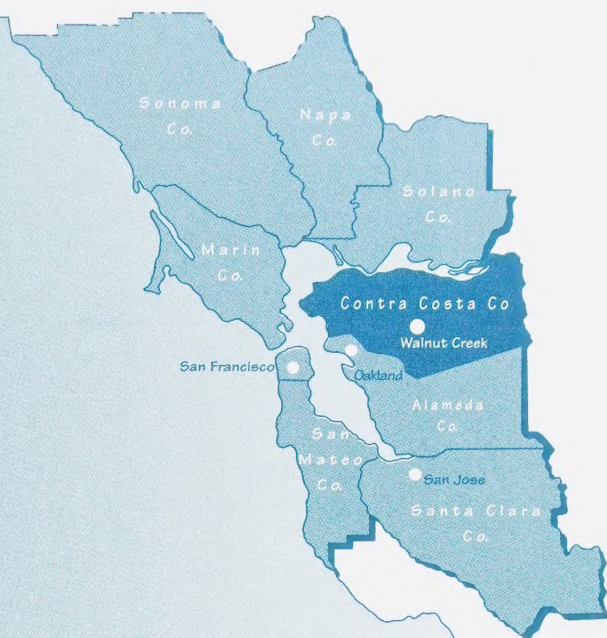 Sonoma
Co.
Napa
Co.
Solano
Co.
Marin
Co.
Contra Costa Co
Walnut Creek
San Francisco
Oakland
Alameda
Co.
San
Mateo
Co.
San Jose
Santa Clara
Co.